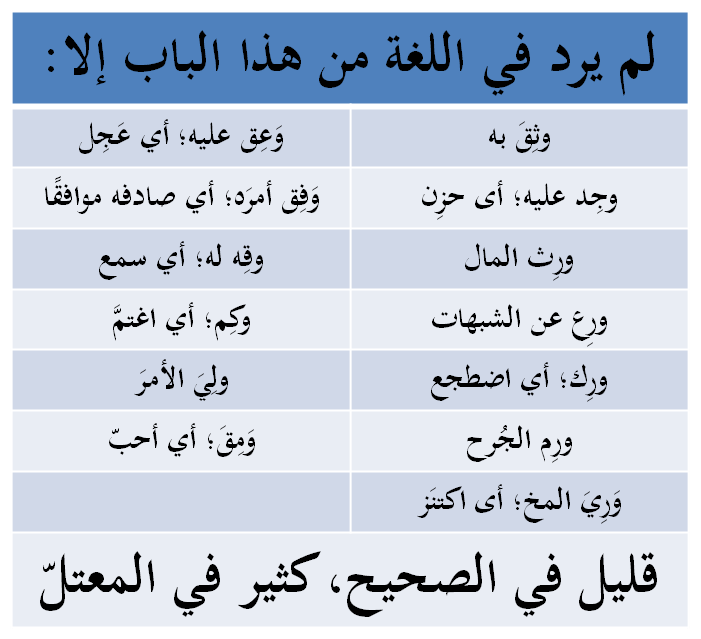 لم يرد في اللغة من هذا الباب إلا:
وثِقَ به
وَعِق عليه؛ أي عَجِل
وجِد عليه؛ أى حزِن
وَفِق أمرَه؛ أي صادفه موافقًا
ورِث المال
وقِه له؛ أي سمع
ورِع عن الشبهات
وكِم؛ أي اغتمَّ
ورِك؛ أي اضطجع
ولِيَ الأمرَ
ورِم الجُرح
وَمِقَ؛ أي أحبّ
وَرِيَ المخ؛ أى اكتنَز
قليل في الصحيح، كثير في المعتلّ